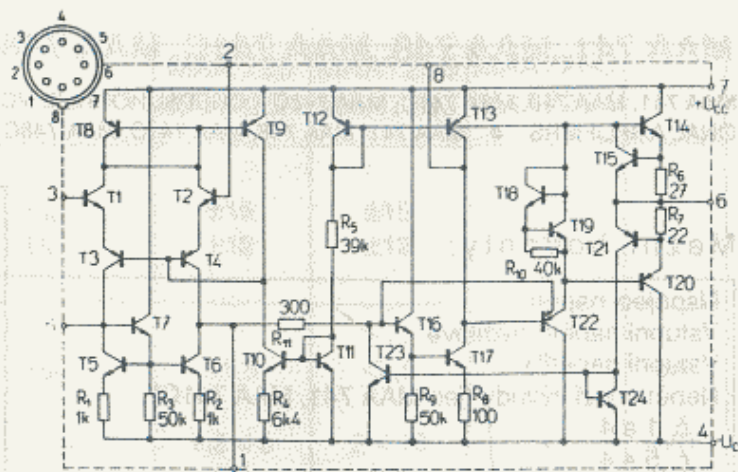 4
3 5
2 6
1 7
8
2 8 7
+Ucc
T8 T9 T12 T13 T14
T15
R6
27
3 T1 T2 T18 6
R5
39k
T19
R7
22
T3 T4 R10 40k T21
T20
300
T7 R11 T16 T22
T5 T6 T10 T11 T23 T17
R1
1k
R3
50k
R2
1k
R4
6k4
R9
50k
R8
100
T24
4
1